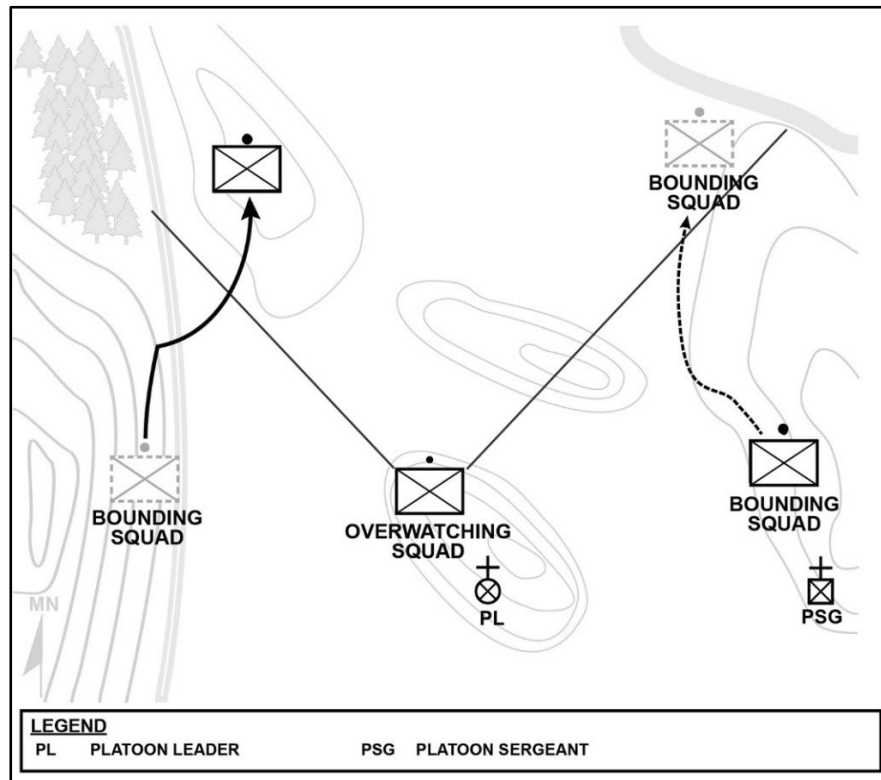 BOUNDING
SQUAD
BOUNDING
SQUAD
OVERWATCHING
SQUAD
BOUNDING
SQUAD
MN
PL
PSG
LEGEND
PL PLATOON LEADER PSG PLATOON SERGEANT